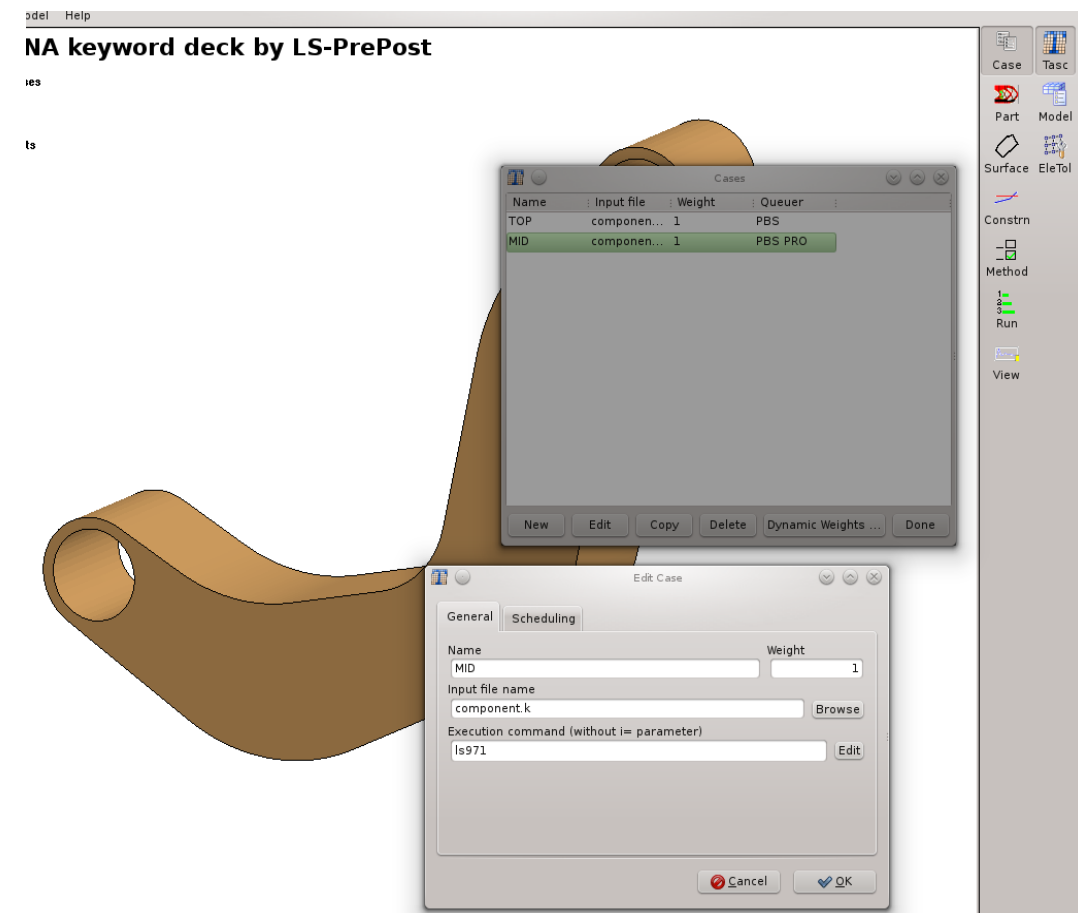 odel Help
NA keyword deck by LS-PrePost
ses
ts
Case Tasc
Part Model
Surface EleTol
Constrn
Method
1
2
3
Run
View
Cases
Name Input file Weight Queuer
TOP componen... 1 PBS
MID componen... 1 PBS PRO
New Edit Copy Delete Dynamic Weights ... Done
Edit Case
General Scheduling
Name Weight
MID 1
Input file name
component.k Browse
Execution command (without i= parameter)
ls971 Edit
Cancel OK